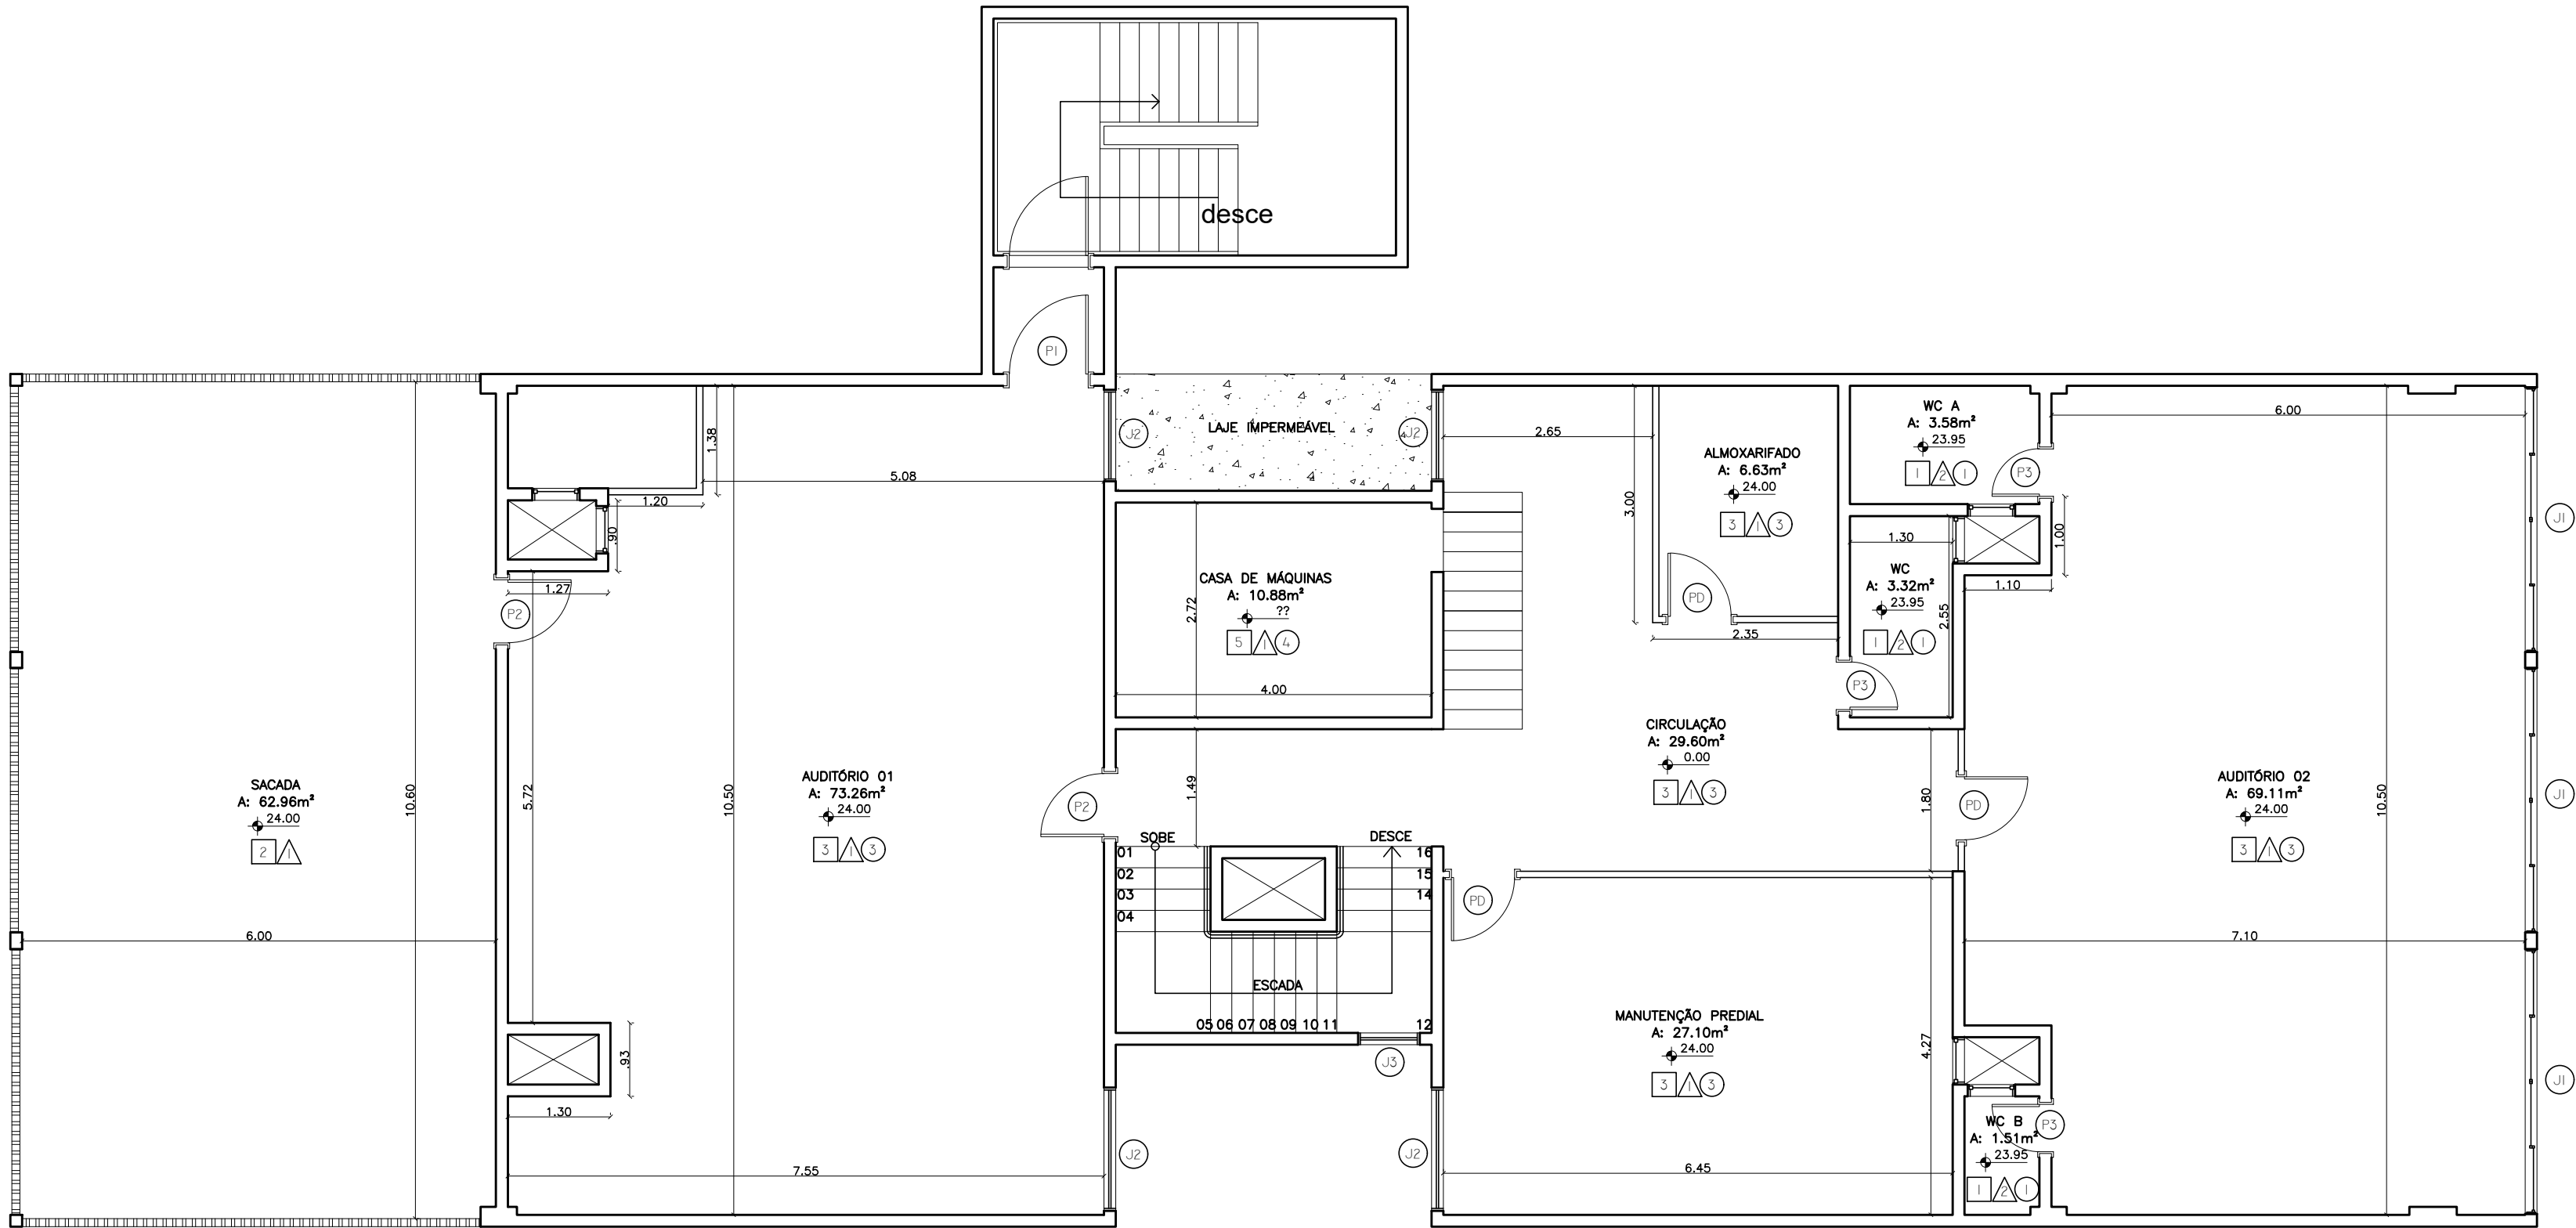 desce
P1
J2
LAJE IMPERMEÁVEL
J2
1.38
5.08
1.20
.90
1.27
P2
2.65
3.00
ALMOXARIFADO
A: 6.63m²
24.00
3 1 3
PD
2.35
WC A
A: 3.58m²
23.95
1 2 1
P3
6.00
1.30
1.00
WC
A: 3.32m²
23.95
1 2 1
2.55
1.10
P3
J1
CASA DE MÁQUINAS
A: 10.88m²
??
5 1 4
2.72
4.00
CIRCULAÇÃO
A: 29.60m²
0.00
3 1 3
SACADA
A: 62.96m²
24.00
2 1
10.60
6.00
5.72
10.50
AUDITÓRIO 01
A: 73.26m²
24.00
3 1 3
P2
1.49
SOBE
DESCE
01
02
03
04
16
15
14
ESCADA
05 06 07 08 09 10 11
12
J3
PD
1.80
PD
AUDITÓRIO 02
A: 69.11m²
24.00
3 1 3
10.50
J1
7.10
MANUTENÇÃO PREDIAL
A: 27.10m²
24.00
3 1 3
4.27
.93
1.30
7.55
J2
J2
6.45
WC B
A: 1.51m²
23.95
1 2 1
P3
J1